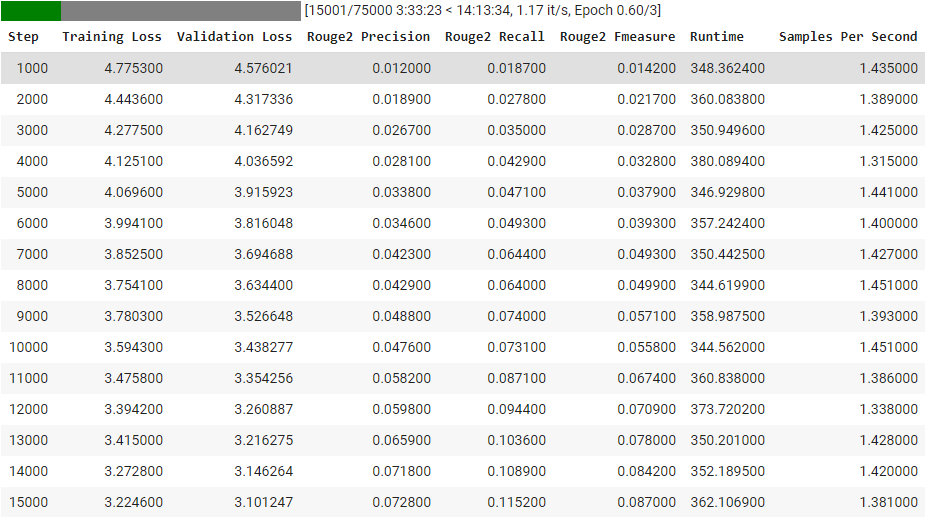 [15001/75000 3:33:23 < 14:13:34, 1.17 it/s, Epoch 0.60/3]
Step Training Loss Validation Loss Rouge2 Precision Rouge2 Recall Rouge2 Fmeasure Runtime Samples Per Second
1000 4.775300 4.576021 0.012000 0.018700 0.014200 348.362400 1.435000
2000 4.443600 4.317336 0.018900 0.027800 0.021700 360.083800 1.389000
3000 4.277500 4.162749 0.026700 0.035000 0.028700 350.949600 1.425000
4000 4.125100 4.036592 0.028100 0.042900 0.032800 380.089400 1.315000
5000 4.069600 3.915923 0.033800 0.047100 0.037900 346.929800 1.441000
6000 3.994100 3.816048 0.034600 0.049300 0.039300 357.242400 1.400000
7000 3.852500 3.694688 0.042300 0.064400 0.049300 350.442500 1.427000
8000 3.754100 3.634400 0.042900 0.064000 0.049900 344.619900 1.451000
9000 3.780300 3.526648 0.048800 0.074000 0.057100 358.987500 1.393000
10000 3.594300 3.438277 0.047600 0.073100 0.055800 344.562000 1.451000
11000 3.475800 3.354256 0.058200 0.087100 0.067400 360.838000 1.386000
12000 3.394200 3.260887 0.059800 0.094400 0.070900 373.720200 1.338000
13000 3.415000 3.216275 0.065900 0.103600 0.078000 350.201000 1.428000
14000 3.272800 3.146264 0.071800 0.108900 0.084200 352.189500 1.420000
15000 3.224600 3.101247 0.072800 0.115200 0.087000 362.106900 1.381000